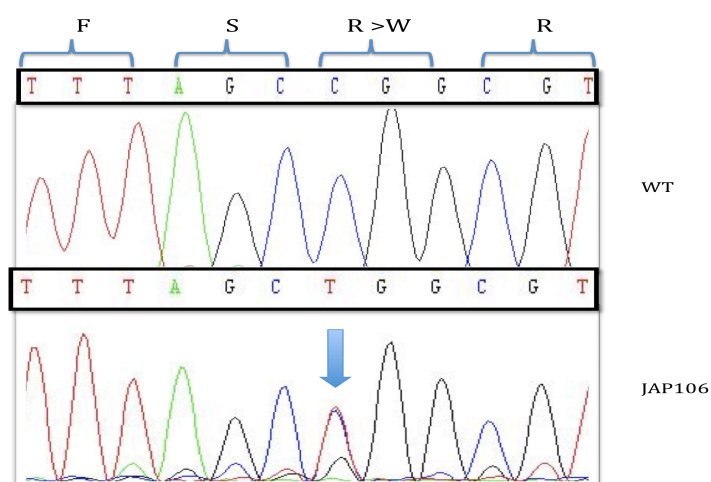 F S R >W R
T T T A G C C G G C G T
WT
T T T A G C T G G C G T
JAP106